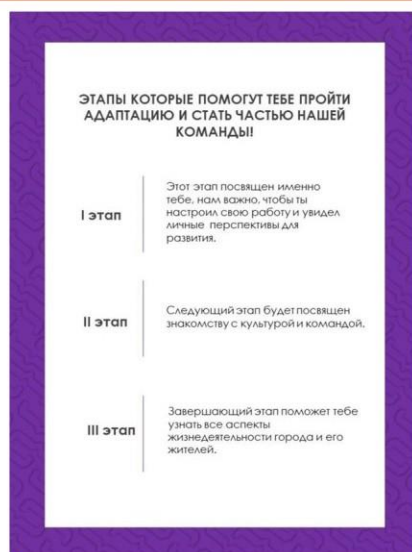 ЭТАПЫ КОТОРЫЕ ПОМОГУТ ТЕБЕ ПРОЙТИ
АДАПТАЦИЮ И СТАТЬ ЧАСТЬЮ НАШЕЙ
КОМАНДЫ!
I этап
Этот этап посвящен именно
тебе, нам важно, чтобы ты
настроил свою работу и увидел
личные перспективы для
развития.
II этап
Следующий этап будет посвящен
знакомству с культурой и командой.
III этап
Завершающий этап поможет тебе
узнать все аспекты
жизнедеятельности города и его
жителей.